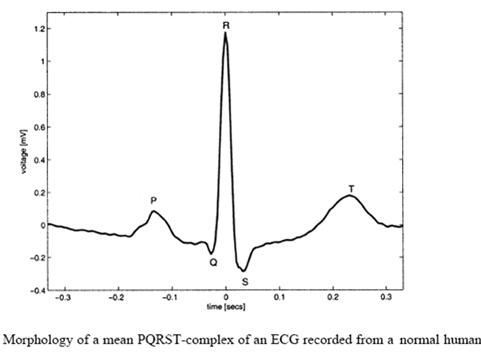 R
1.2
1
0.8
0.6
0.4
0.2
0
-0.2
-0.4
voltage [mV]
P
T
Q
S
-0.3 -0.2 -0.1 0 0.1 0.2 0.3
time [secs]
Morphology of a mean PQRST-complex of an ECG recorded from a normal human